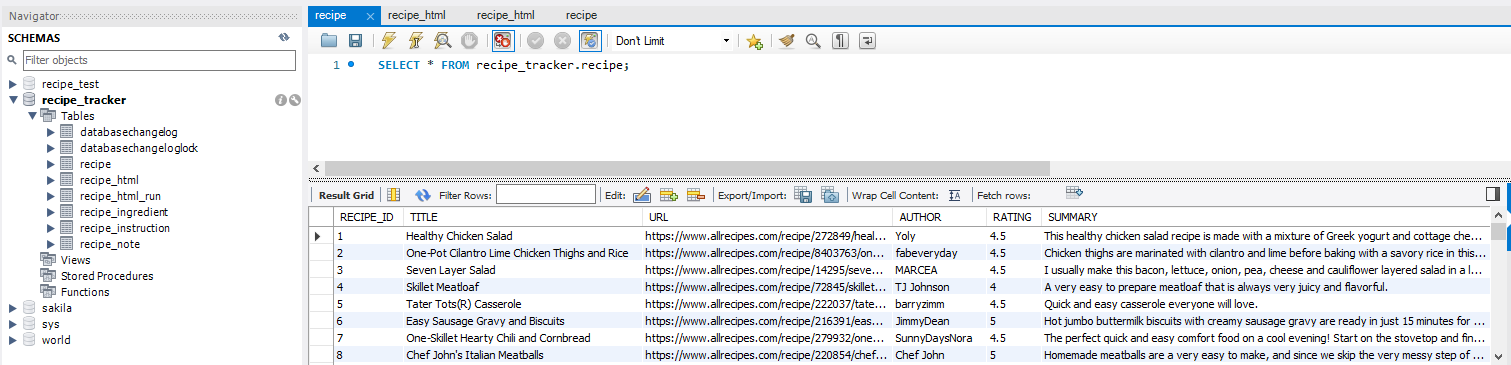 Navigator
SCHEMAS
Filter objects
recipe_test
recipe_tracker
Tables
databasechangelog
databasechangeloglock
recipe
recipe_html
recipe_html_run
recipe_ingredient
recipe_instruction
recipe_note
Views
Stored Procedures
Functions
sakila
sys
world
recipe recipe_html recipe_html recipe
Don't Limit
1 SELECT * FROM recipe_tracker.recipe;
Result Grid Filter Rows: Edit: Export/Import: Wrap Cell Content: Fetch rows:
RECIPE_ID TITLE URL AUTHOR RATING SUMMARY
1 Healthy Chicken Salad https://www.allrecipes.com/recipe/272849/heal... Yoly 4.5 This healthy chicken salad recipe is made with a mixture of Greek yogurt and cottage che...
2 One-Pot Cilantro Lime Chicken Thighs and Rice https://www.allrecipes.com/recipe/8403763/on... fabeveryday 4.5 Chicken thighs are marinated with cilantro and lime before baking with a savory rice in this...
3 Seven Layer Salad https://www.allrecipes.com/recipe/14295/seve... MARCEA 4.5 I usually make this bacon, lettuce, onion, pea, cheese and cauliflower layered salad in a l...
4 Skillet Meatloaf https://www.allrecipes.com/recipe/72845/skillet... TJ Johnson 4 A very easy to prepare meatloaf that is always very juicy and flavorful.
5 Tater Tots(R) Casserole https://www.allrecipes.com/recipe/222037/tate... barryzimm 4.5 Quick and easy casserole everyone will love.
6 Easy Sausage Gravy and Biscuits https://www.allrecipes.com/recipe/216391/eas... JimmyDean 5 Hot jumbo buttermilk biscuits with creamy sausage gravy are ready in just 15 minutes for ...
7 One-Skillet Hearty Chili and Cornbread https://www.allrecipes.com/recipe/279932/one... SunnyDaysNora 4.5 The perfect quick and easy comfort food on a cool evening! Start on the stovetop and fin...
8 Chef John's Italian Meatballs https://www.allrecipes.com/recipe/220854/chef... Chef John 5 Homemade meatballs are a very easy to make, and since we skip the very messy step of ...